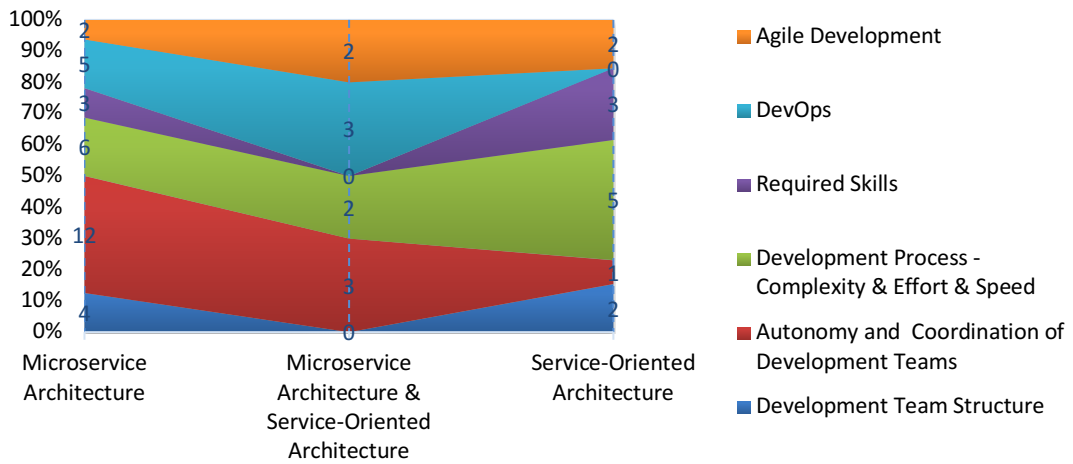 100%
90%
80%
70%
60%
50%
40%
30%
20%
10%
0%
2
5
3
6
12
4
2
3
0
2
3
0
2
0
3
5
1
2
Microservice
Architecture
Microservice
Architecture &
Service-Oriented
Architecture
Service-Oriented
Architecture
Agile Development
DevOps
Required Skills
Development Process -
Complexity & Effort & Speed
Autonomy and Coordination of
Development Teams
Development Team Structure